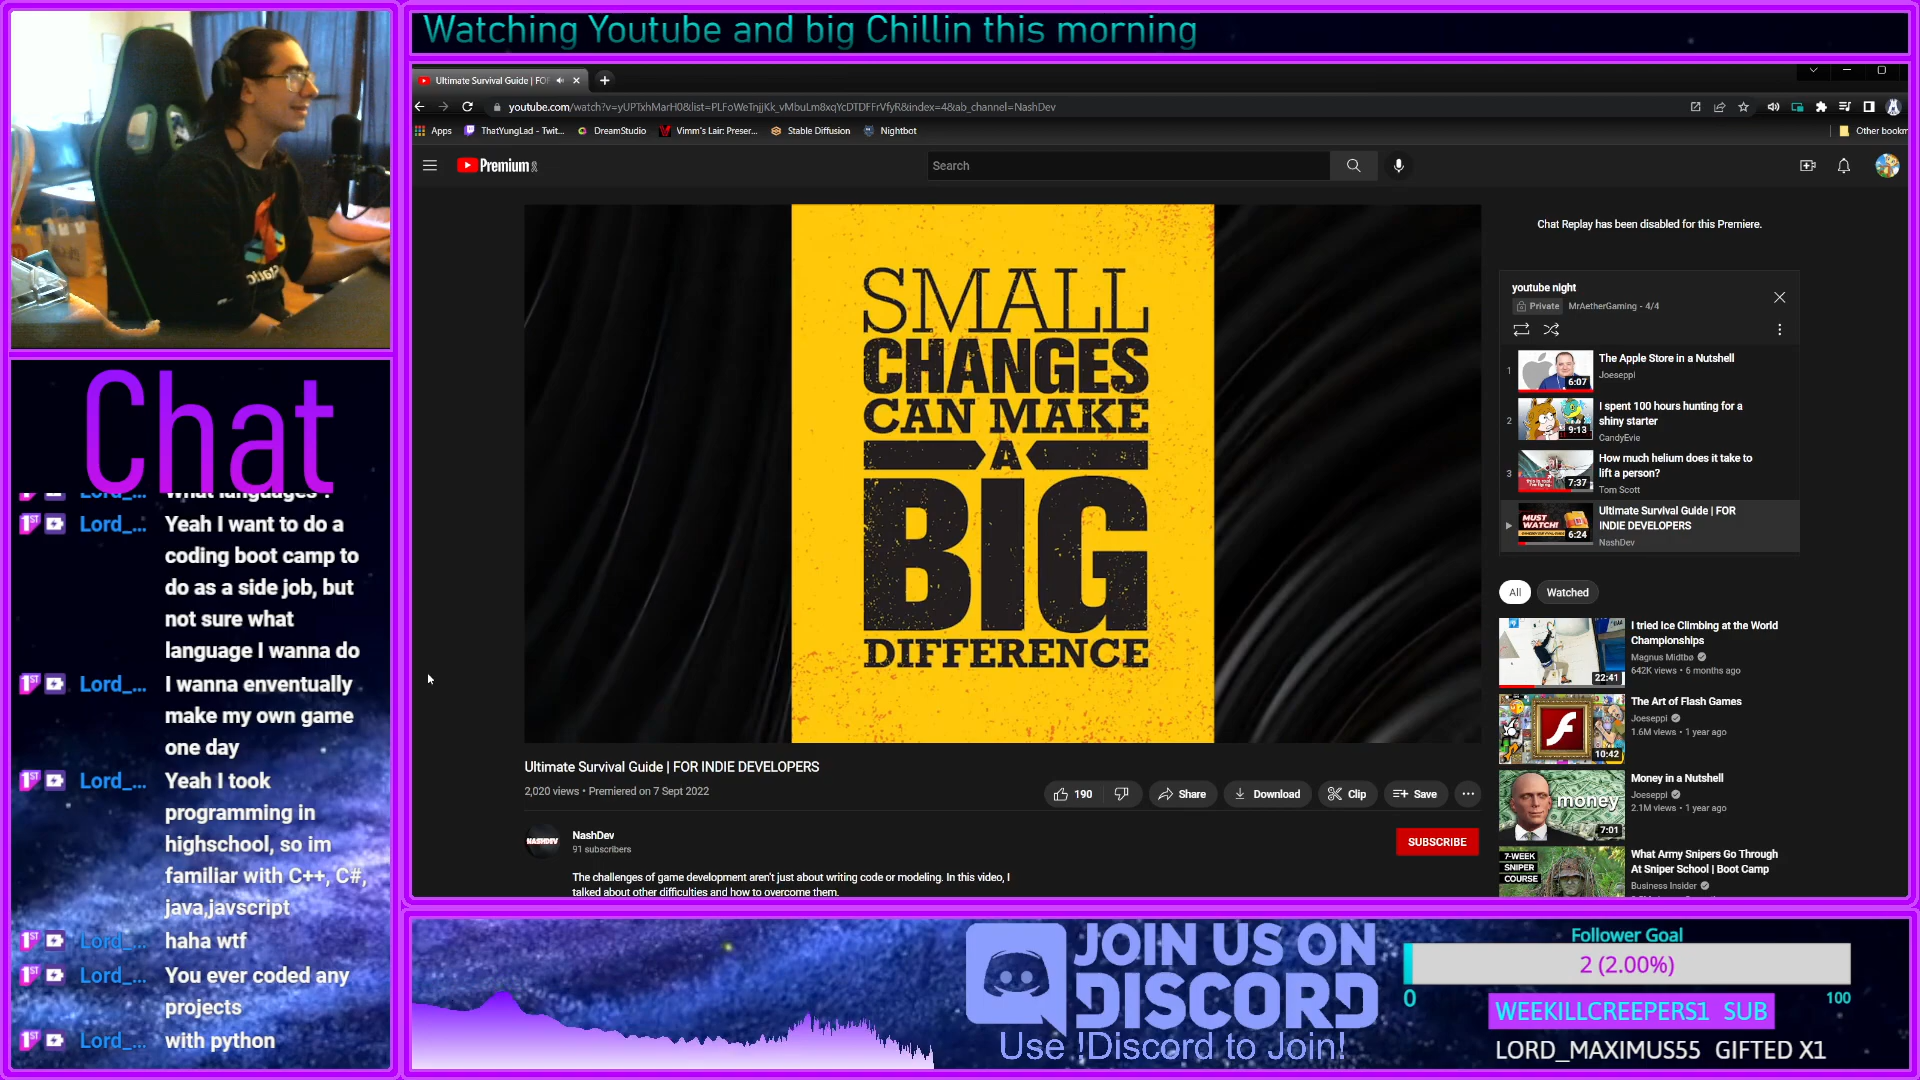 Watching Youtube and big Chillin this morning
Ultimate Survival Guide | FO
youtube.com/watch?v=yUPTxhMarH0&list=PLFoWeTnjjKk_vMbuLm8xqYcDTDFFrVfyR&index=4&ab_channel=NashDev
Apps
ThatYungLad - Twit...
DreamStudio
Vimm's Lair: Preser...
Stable Diffusion
Nightbot
Other bookm
Premium
Search
SMALL
CHANGES
CAN MAKE
A
BIG
DIFFERENCE
Chat Replay has been disabled for this Premiere.
youtube night
Private MrAetherGaming - 4/4
1
The Apple Store in a Nutshell
Joeseppi
6:07
2
I spent 100 hours hunting for a
shiny starter
CandyEvie
9:13
3
How much helium does it take to
lift a person?
Tom Scott
7:37
MUST
WATCH!
Ultimate Survival Guide | FOR
INDIE DEVELOPERS
NashDev
6:24
All
Watched
I tried Ice Climbing at the World
Championships
Magnus Midtbø
642K views • 6 months ago
22:41
The Art of Flash Games
Joeseppi
1.6M views • 1 year ago
10:42
Money in a Nutshell
Joeseppi
2.1M views • 1 year ago
money
7:01
7-WEEK
SNIPER
COURSE
What Army Snipers Go Through
At Sniper School | Boot Camp
Business Insider
Ultimate Survival Guide | FOR INDIE DEVELOPERS
2,020 views • Premiered on 7 Sept 2022
190
Share
Download
Clip
Save
NASHDEV
NashDev
91 subscribers
SUBSCRIBE
The challenges of game development aren't just about writing code or modeling. In this video, I
talked about other difficulties and how to overcome them.
Chat
Lord_... What languages ?
1ST Lord_... Yeah I want to do a
coding boot camp to
do as a side job, but
not sure what
language I wanna do
1ST Lord_... I wanna enventually
make my own game
one day
1ST Lord_... Yeah I took
programming in
highschool, so im
familiar with C++, C#,
java,javscript
1ST Lord_... haha wtf
1ST Lord_... You ever coded any
projects
1ST Lord_... with python
JOIN US ON
DISCORD
Use !Discord to Join!
Follower Goal
2 (2.00%)
0
100
WEEKILLCREEPERS1 SUB
LORD_MAXIMUS55 GIFTED X1